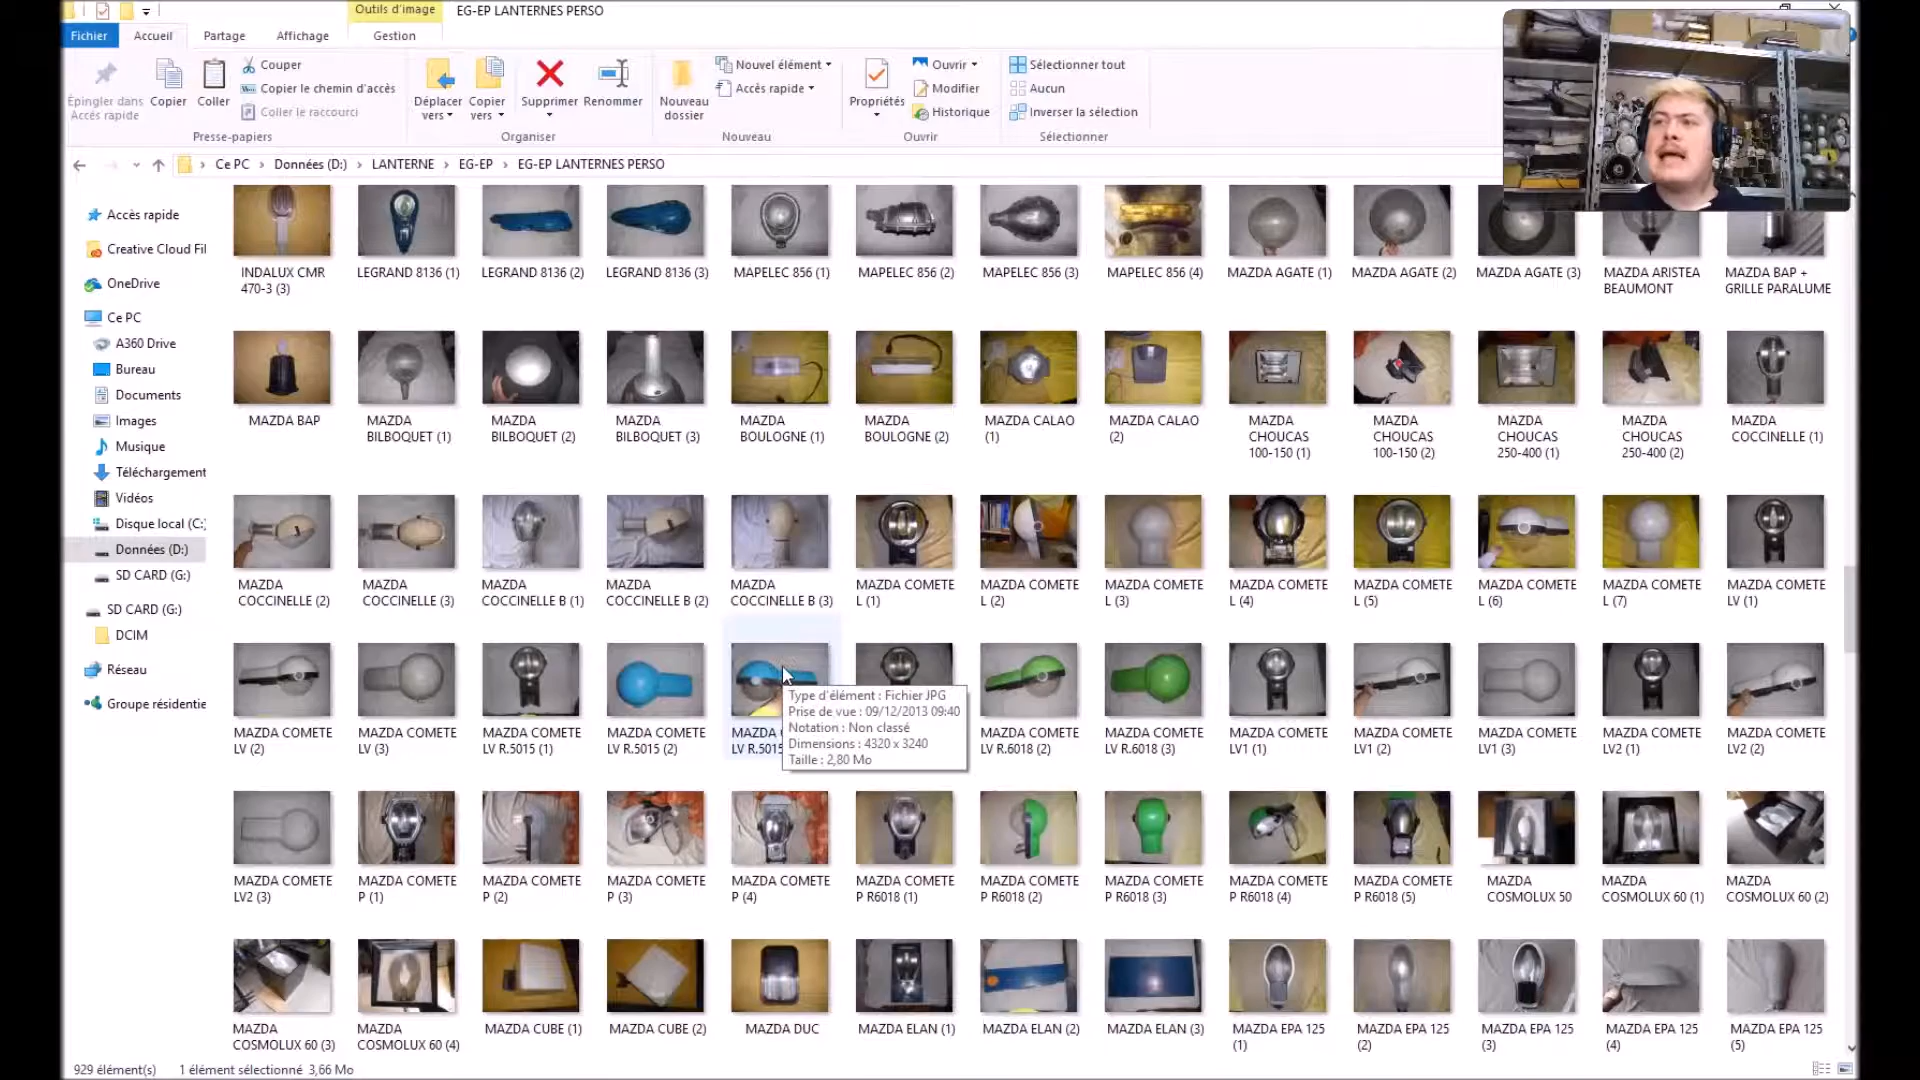 Outils d'image
EG-EP LANTERNES PERSO
Fichier
Accueil
Partage
Affichage
Gestion
Épingler dans
Accès rapide
Copier
Coller
Couper
Copier le chemin d'accès
Coller le raccourci
Presse-papiers
Déplacer
vers
Copier
vers
Supprimer
Renommer
Organiser
Nouveau
dossier
Nouvel élément
Accès rapide
Nouveau
Propriétés
Ouvrir
Modifier
Historique
Ouvrir
Sélectionner tout
Aucun
Inverser la sélection
Sélectionner
Ce PC > Données (D:) > LANTERNE > EG-EP > EG-EP LANTERNES PERSO
Accès rapide
Creative Cloud Fil
OneDrive
Ce PC
A360 Drive
Bureau
Documents
Images
Musique
Téléchargement
Vidéos
Disque local (C:)
Données (D:)
SD CARD (G:)
SD CARD (G:)
DCIM
Réseau
Groupe résidentie
INDALUX CMR
470-3 (3)
LEGRAND 8136 (1)
LEGRAND 8136 (2)
LEGRAND 8136 (3)
MAPELEC 856 (1)
MAPELEC 856 (2)
MAPELEC 856 (3)
MAPELEC 856 (4)
MAZDA AGATE (1)
MAZDA AGATE (2)
MAZDA AGATE (3)
MAZDA ARISTEA
BEAUMONT
MAZDA BAP +
GRILLE PARALUME
MAZDA BAP
MAZDA
BILBOQUET (1)
MAZDA
BILBOQUET (2)
MAZDA
BILBOQUET (3)
MAZDA
BOULOGNE (1)
MAZDA
BOULOGNE (2)
MAZDA CALAO
(1)
MAZDA CALAO
(2)
MAZDA
CHOUCAS
100-150 (1)
MAZDA
CHOUCAS
100-150 (2)
MAZDA
CHOUCAS
250-400 (1)
MAZDA
CHOUCAS
250-400 (2)
MAZDA
COCCINELLE (1)
MAZDA
COCCINELLE (2)
MAZDA
COCCINELLE (3)
MAZDA
COCCINELLE B (1)
MAZDA
COCCINELLE B (2)
MAZDA
COCCINELLE B (3)
MAZDA COMETE
L (1)
MAZDA COMETE
L (2)
MAZDA COMETE
L (3)
MAZDA COMETE
L (4)
MAZDA COMETE
L (5)
MAZDA COMETE
L (6)
MAZDA COMETE
L (7)
MAZDA COMETE
LV (1)
MAZDA COMETE
LV (2)
MAZDA COMETE
LV (3)
MAZDA COMETE
LV R.5015 (1)
MAZDA COMETE
LV R.5015 (2)
MAZDA
LV R.5015
Type d'élément : Fichier JPG
Prise de vue : 09/12/2013 09:40
Notation : Non classé
Dimensions : 4320 x 3240
Taille : 2,80 Mo
MAZDA COMETE
LV R.6018 (2)
MAZDA COMETE
LV R.6018 (3)
MAZDA COMETE
LV1 (1)
MAZDA COMETE
LV1 (2)
MAZDA COMETE
LV1 (3)
MAZDA COMETE
LV2 (1)
MAZDA COMETE
LV2 (2)
MAZDA COMETE
LV2 (3)
MAZDA COMETE
P (1)
MAZDA COMETE
P (2)
MAZDA COMETE
P (3)
MAZDA COMETE
P (4)
MAZDA COMETE
P R6018 (1)
MAZDA COMETE
P R6018 (2)
MAZDA COMETE
P R6018 (3)
MAZDA COMETE
P R6018 (4)
MAZDA COMETE
P R6018 (5)
MAZDA
COSMOLUX 50
MAZDA
COSMOLUX 60 (1)
MAZDA
COSMOLUX 60 (2)
MAZDA
COSMOLUX 60 (3)
MAZDA
COSMOLUX 60 (4)
MAZDA CUBE (1)
MAZDA CUBE (2)
MAZDA DUC
MAZDA ELAN (1)
MAZDA ELAN (2)
MAZDA ELAN (3)
MAZDA EPA 125
(1)
MAZDA EPA 125
(2)
MAZDA EPA 125
(3)
MAZDA EPA 125
(4)
MAZDA EPA 125
(5)
929 élément(s)
1 élément sélectionné 3,66 Mo